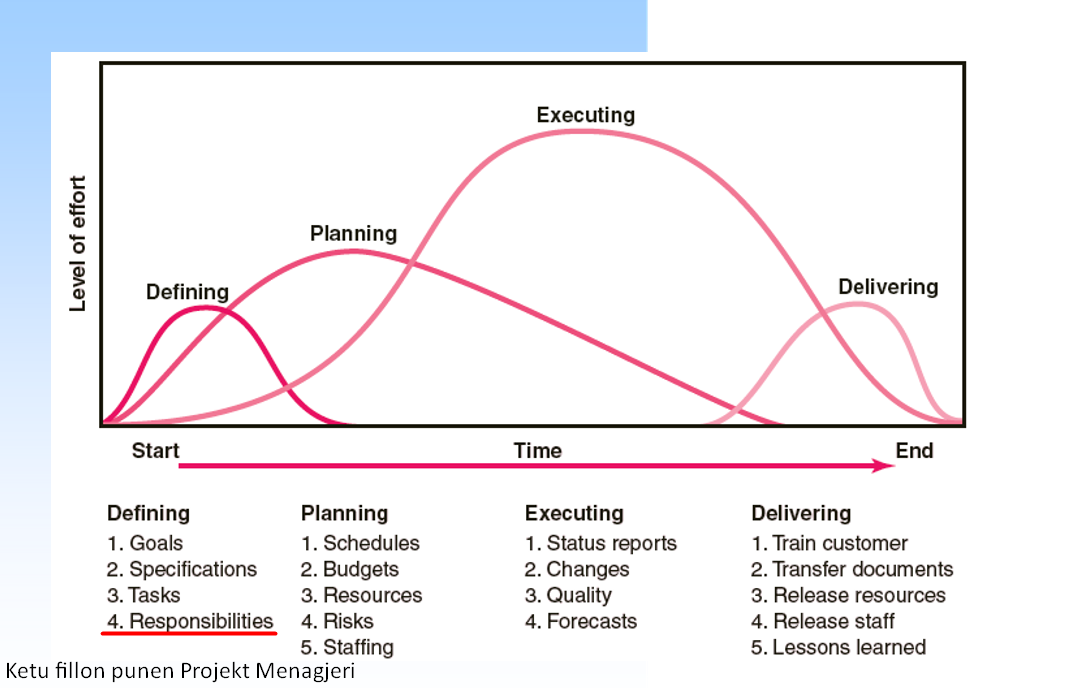 Executing
Planning
Defining
Delivering
Level of effort
Start
Time
End
Defining
1. Goals
2. Specifications
3. Tasks
4. Responsibilities
Planning
1. Schedules
2. Budgets
3. Resources
4. Risks
5. Staffing
Executing
1. Status reports
2. Changes
3. Quality
4. Forecasts
Delivering
1. Train customer
2. Transfer documents
3. Release resources
4. Release staff
5. Lessons learned
Ketu fillon punen Projekt Menagjeri